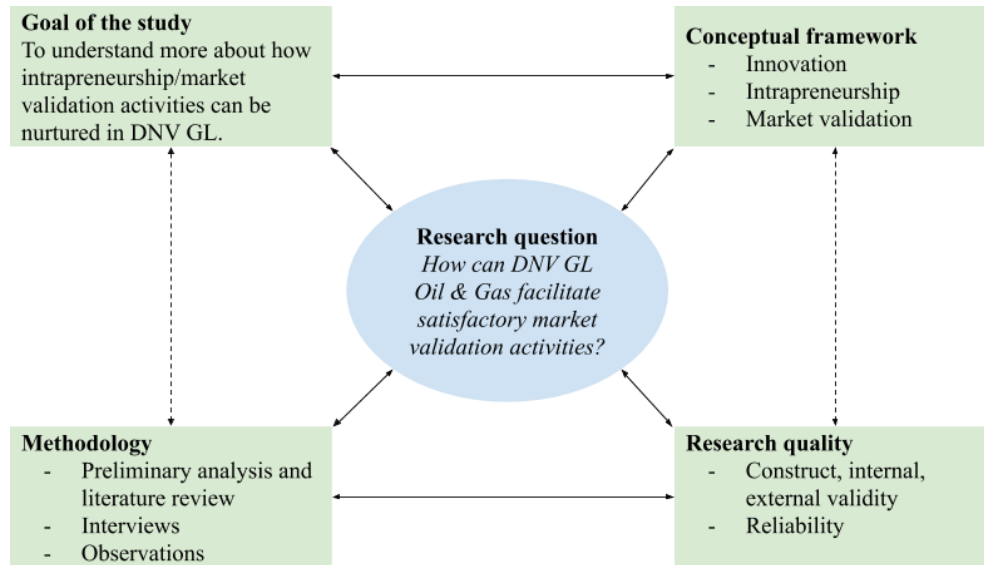 Goal of the study
To understand more about how
intrapreneurship/market
validation activities can be
nurtured in DNV GL.
Conceptual framework
- Innovation
- Intrapreneurship
- Market validation
Research question
How can DNV GL
Oil & Gas facilitate
satisfactory market
validation activities?
Methodology
- Preliminary analysis and
literature review
- Interviews
- Observations
Research quality
- Construct, internal,
external validity
- Reliability